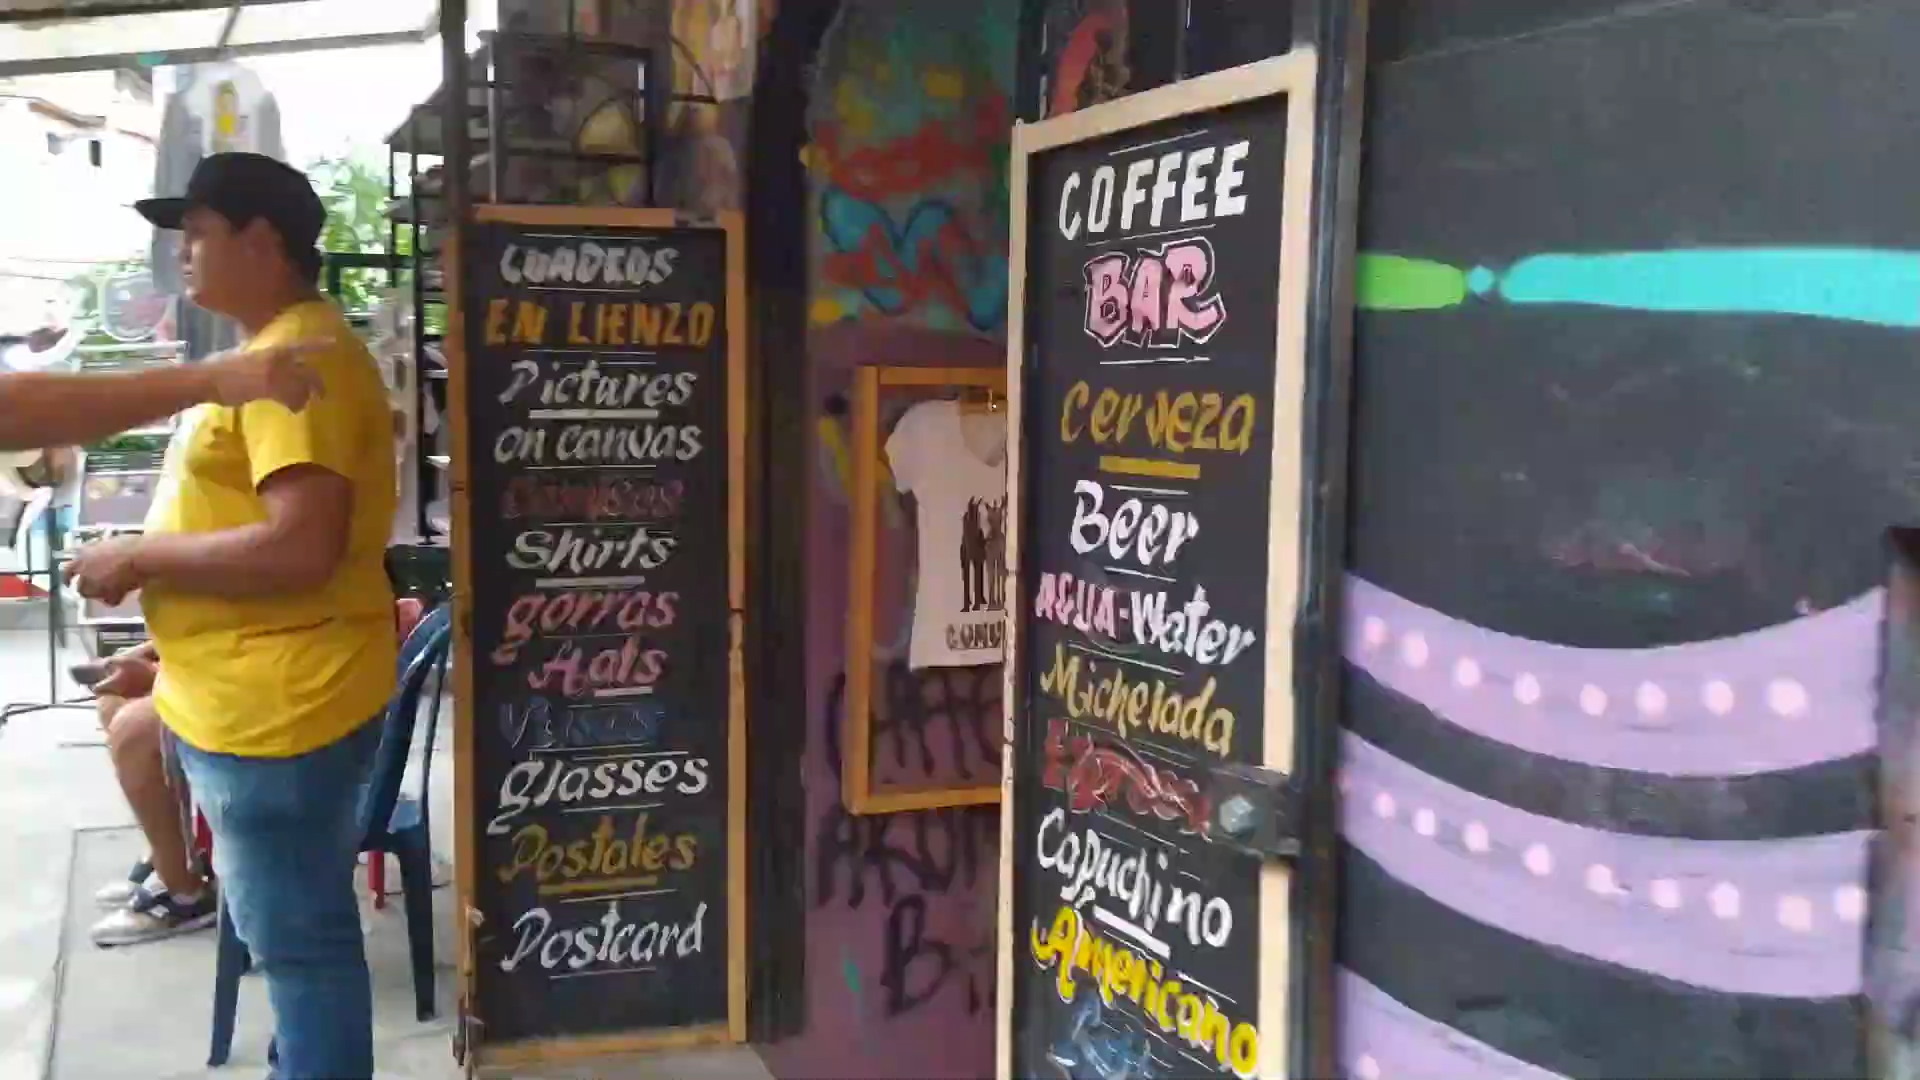 CUADROS
EN LIENZO
Pictures
on canvas
Camisas
Shirts
gorras
Hats
glasses
Postales
Postcard
COFFEE
BAR
Cerveza
Beer
AGUA-Water
Michelada
Capuchino
Americano